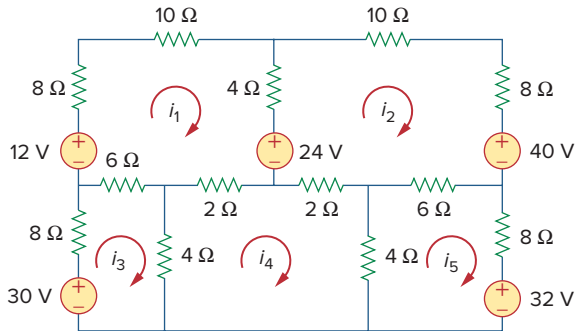 10 Ω 10 Ω
8 Ω 4 Ω 8 Ω
i1 i2
+ + +
12 V − − 24 V − 40 V
6 Ω
2 Ω 2 Ω 6 Ω
8 Ω 4 Ω 4 Ω 8 Ω
i3 i4 i5
+ +
30 V − − 32 V